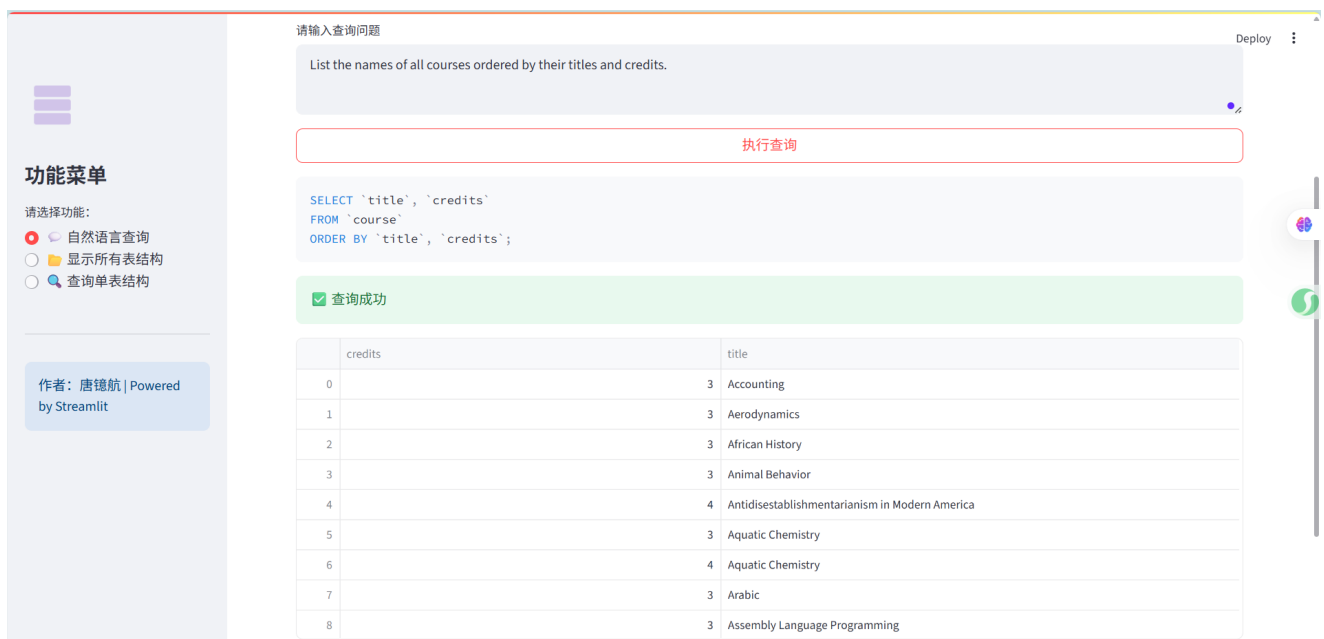 请输入查询问题
Deploy
List the names of all courses ordered by their titles and credits.
执行查询
功能菜单
请选择功能：
自然语言查询
显示所有表结构
查询单表结构
作者：唐镱航 | Powered
by Streamlit
SELECT `title`, `credits`
FROM `course`
ORDER BY `title`, `credits`;
查询成功
credits title
0 3 Accounting
1 3 Aerodynamics
2 3 African History
3 3 Animal Behavior
4 4 Antidisestablishmentarianism in Modern America
5 3 Aquatic Chemistry
6 4 Aquatic Chemistry
7 3 Arabic
8 3 Assembly Language Programming